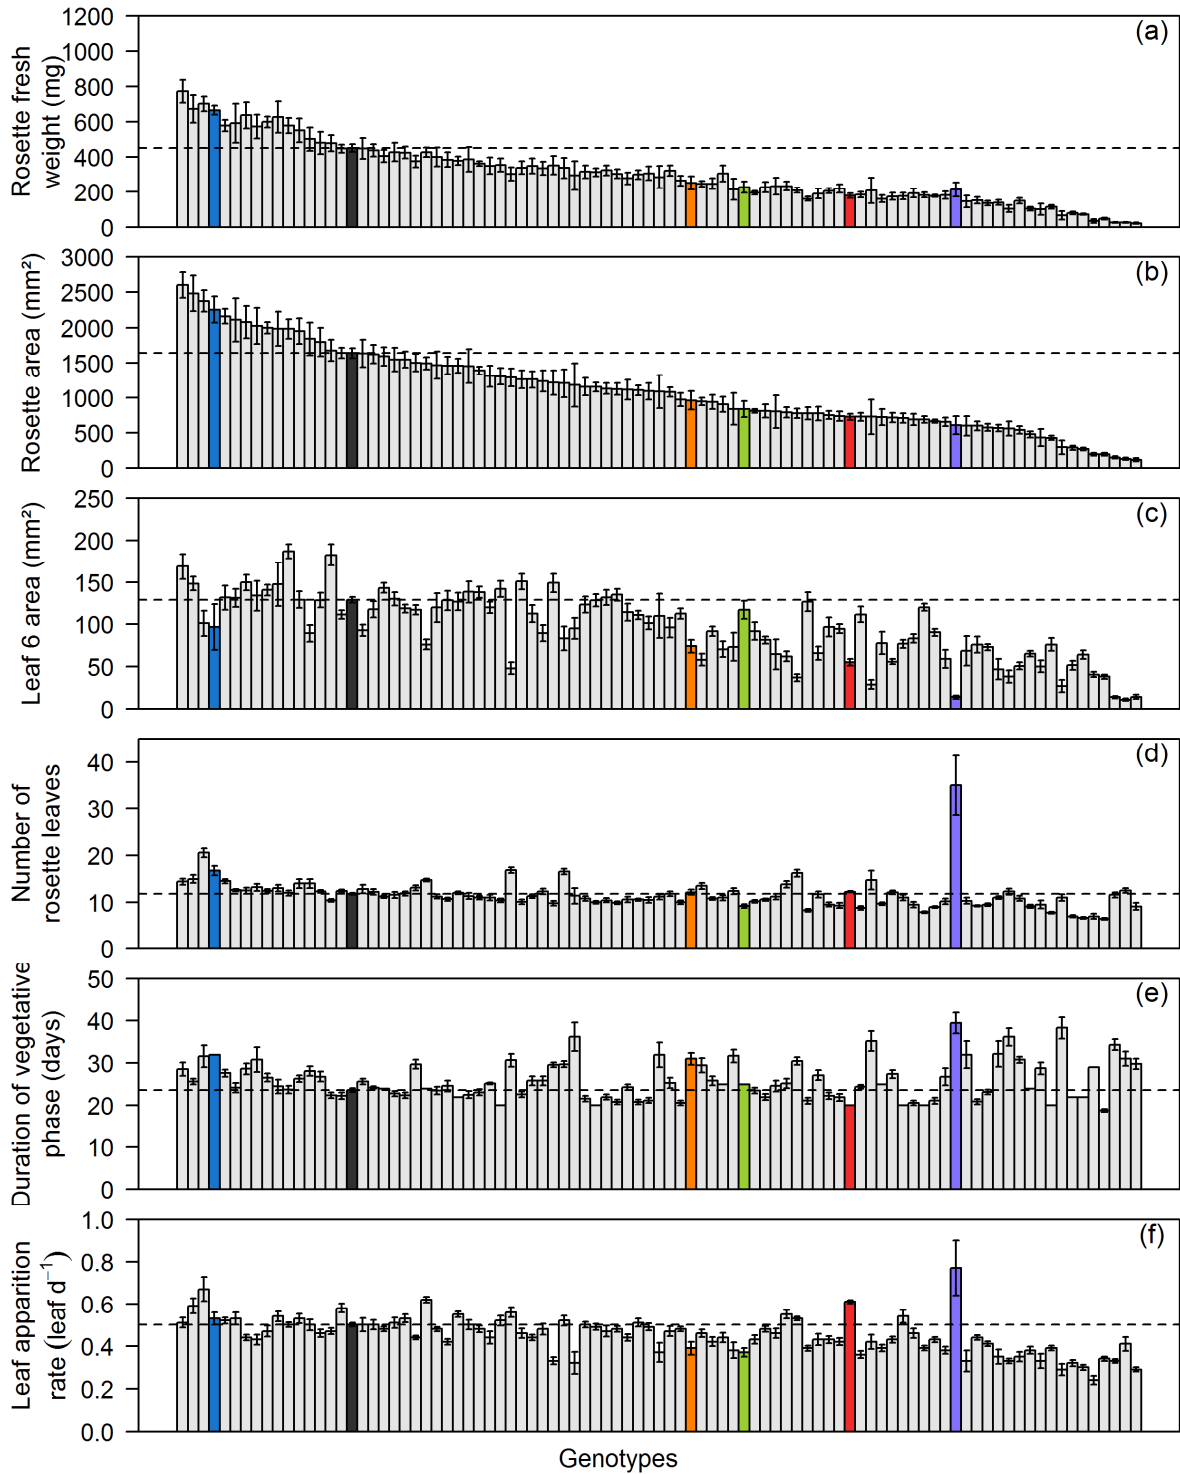 (a)
Rosette fresh
weight (mg)
1200
1000
800
600
400
200
0
(b)
Rosette area (mm²)
3000
2500
2000
1500
1000
500
0
(c)
Leaf 6 area (mm²)
250
200
150
100
50
0
(d)
Number of
rosette leaves
40
30
20
10
0
(e)
Duration of vegetative
phase (days)
50
40
30
20
10
0
(f)
Leaf apparition
rate (leaf d⁻¹)
1.0
0.8
0.6
0.4
0.2
0.0
Genotypes